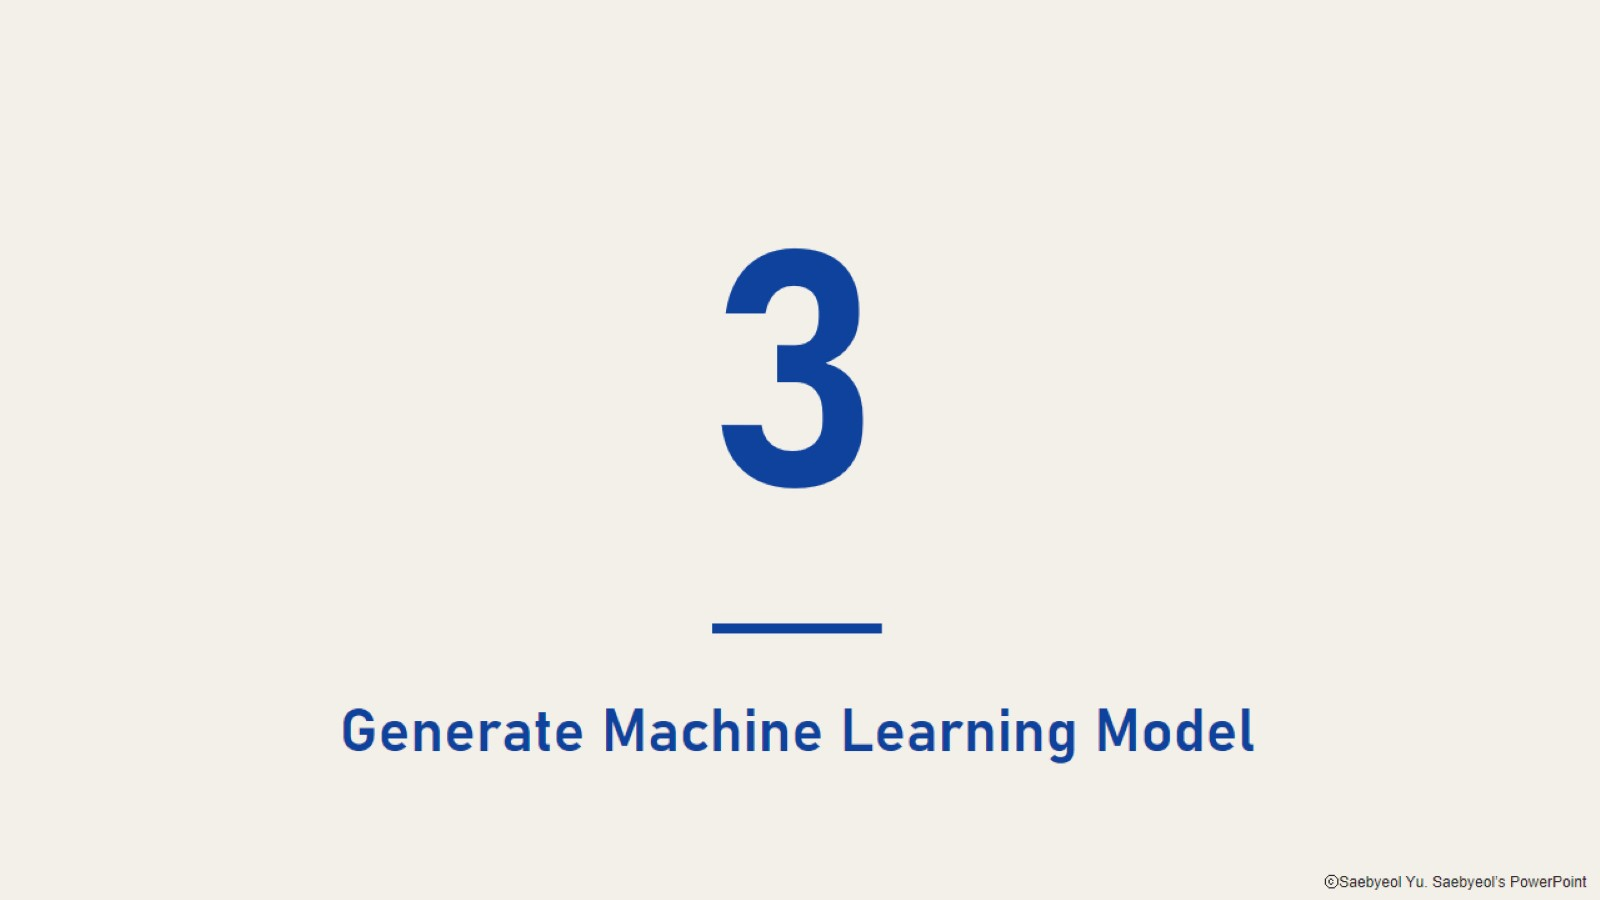 3
Generate Machine Learning Model
©Saebyeol Yu. Saebyeol's PowerPoint